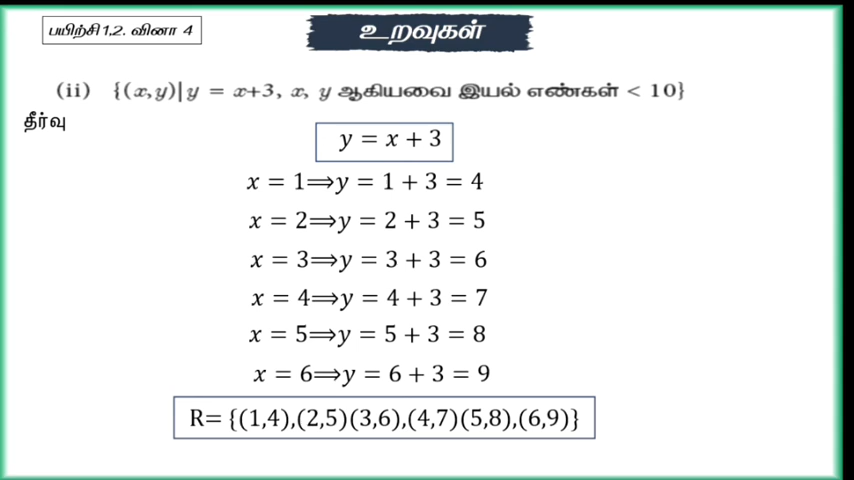 பயிற்சி 1.2. வினா 4
உறவுகள்
(ii) {(x,y)|y = x+3, x, y ஆகியவை இயல் எண்கள் < 10}
தீர்வு
y = x + 3
x = 1⟹y = 1 + 3 = 4
x = 2⟹y = 2 + 3 = 5
x = 3⟹y = 3 + 3 = 6
x = 4⟹y = 4 + 3 = 7
x = 5⟹y = 5 + 3 = 8
x = 6⟹y = 6 + 3 = 9
R= {(1,4),(2,5)(3,6),(4,7)(5,8),(6,9)}